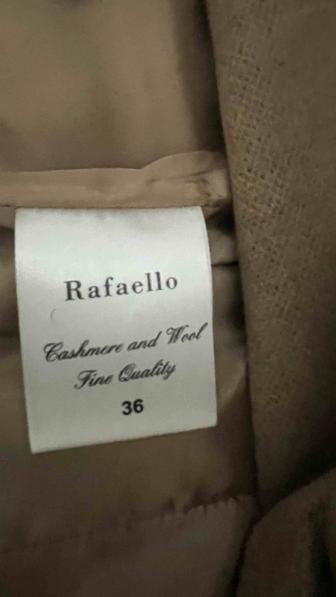 Rafaello
Cashmere and Wool
Fine Quality
36